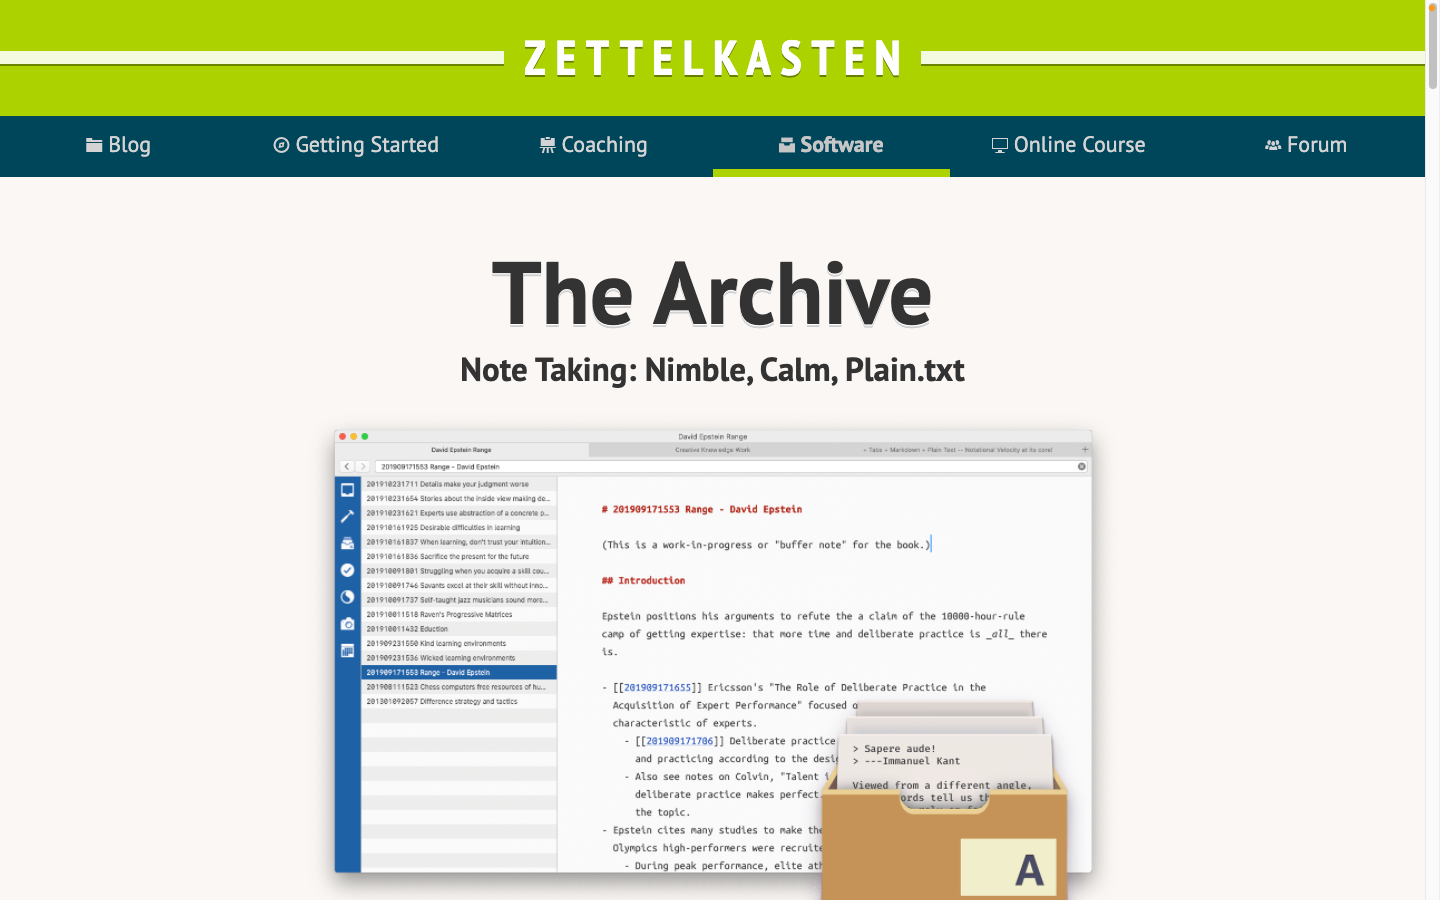 ZETTELKASTEN
Blog
Getting Started
Coaching
Software
Online Course
Forum
The Archive
Note Taking: Nimble, Calm, Plain.txt
David Epstein Range
David Epstein Range
Creative Knowledge Work
+ Tabs + Markdown + Plain Text -- Notational Velocity at its core!
201909171553 Range - David Epstein
201910231711 Details make your judgment worse
201910231654 Stories about the inside view making de...
201910231621 Experts use abstraction of a concrete p...
201910161925 Desirable difficulties in learning
201910161837 When learning, don't trust your intuition...
201910161836 Sacrifice the present for the future
201910091801 Struggling when you acquire a skill cou...
201910091746 Savants excel at their skill without inno...
201910091737 Self-taught jazz musicians sound more...
201910011518 Raven's Progressive Matrices
201910011432 Eduction
201909231550 Kind learning environments
201909231536 Wicked learning environments
201909171553 Range - David Epstein
201908111523 Chess computers free resources of hu...
201301092057 Difference strategy and tactics
# 201909171553 Range - David Epstein
(This is a work-in-progress or "buffer note" for the book.)
## Introduction
Epstein positions his arguments to refute the a claim of the 10000-hour-rule
camp of getting expertise: that more time and deliberate practice is _all_ there
is.
- [[201909171655]] Ericsson's "The Role of Deliberate Practice in the
Acquisition of Expert Performance" focused o
characteristic of experts.
- [[201909171706]] Deliberate practice
and practicing according to the desig
- Also see notes on Colvin, "Talent i
deliberate practice makes perfect.
the topic.
- Epstein cites many studies to make the
Olympics high-performers were recruite
- During peak performance, elite ath
> Sapere aude!
> ---Immanuel Kant
Viewed from a different angle,
ords tell us th
A